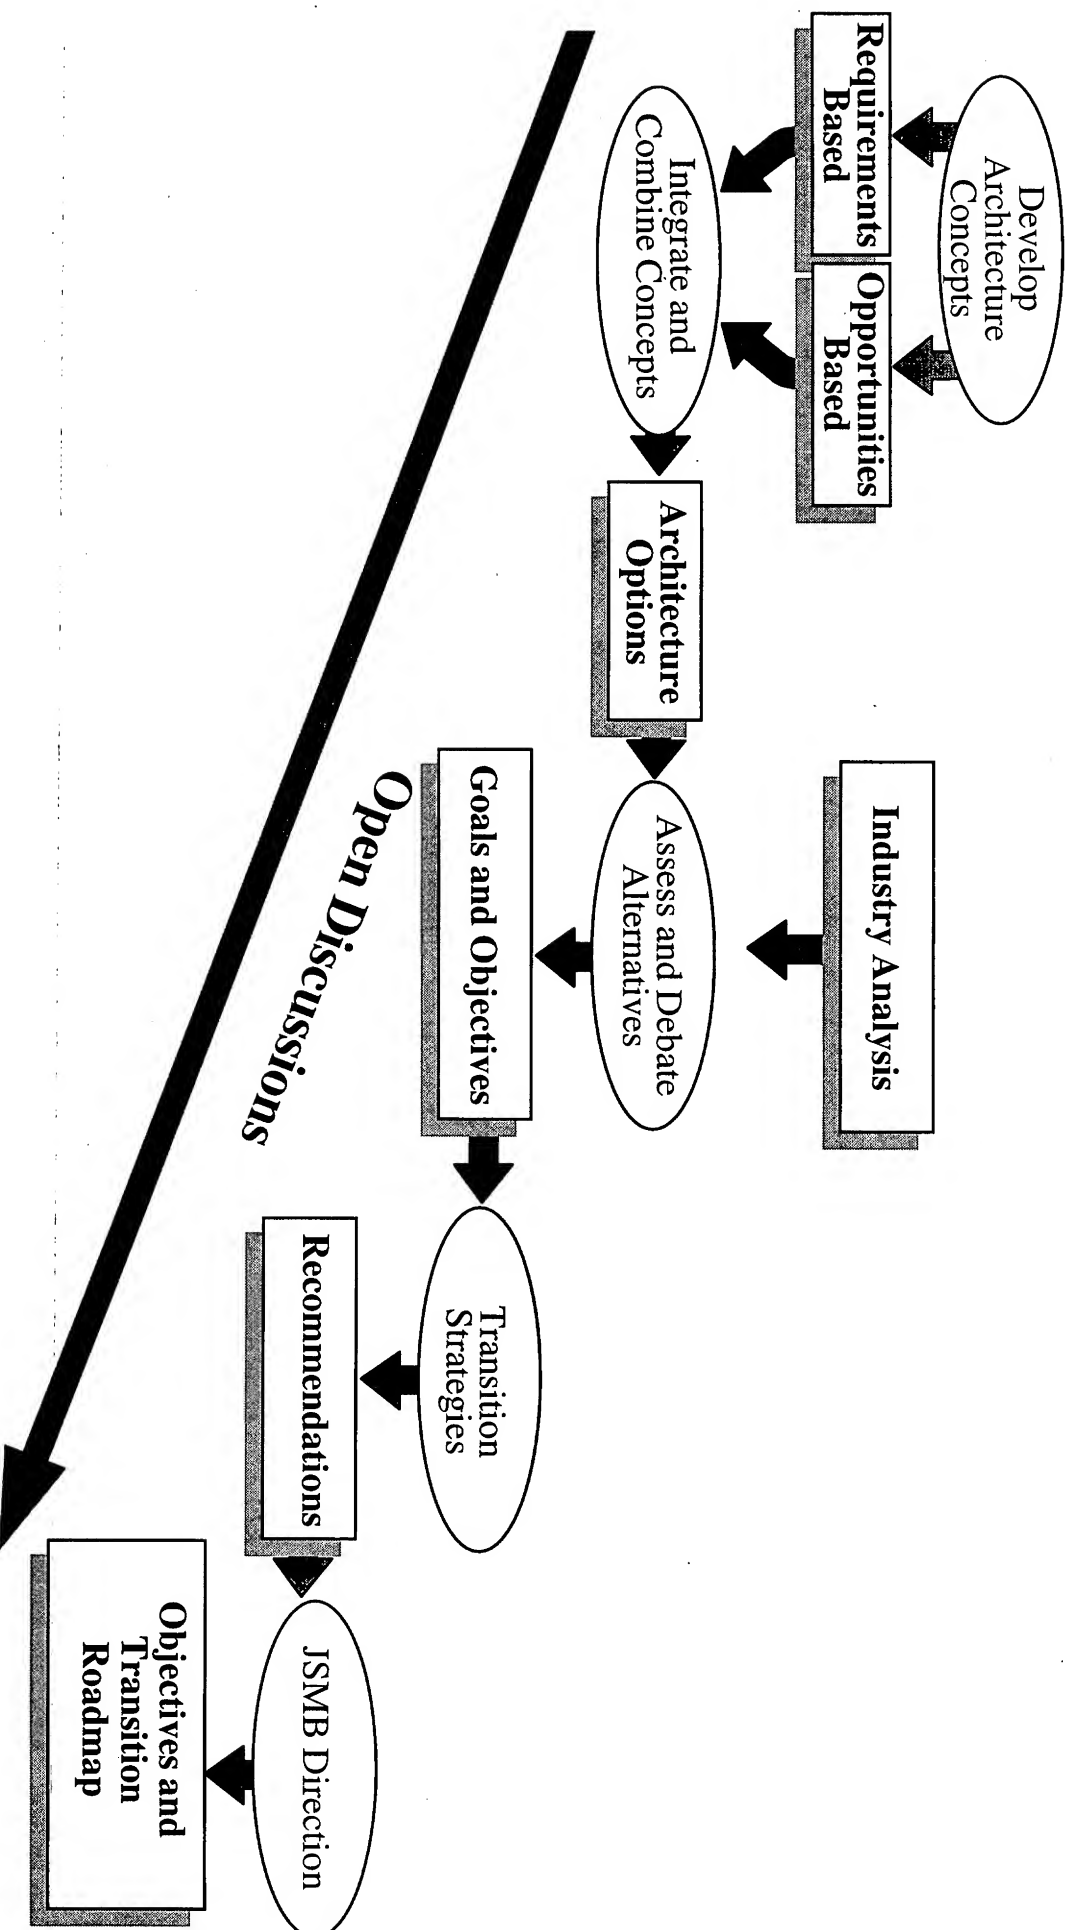 Develop
Architecture
Concepts
Requirements
Based
Opportunities
Based
Integrate and
Combine Concepts
Architecture
Options
Industry Analysis
Assess and Debate
Alternatives
Goals and Objectives
Open Discussions
Transition
Strategies
Recommendations
JSMB Direction
Objectives and
Transition
Roadmap